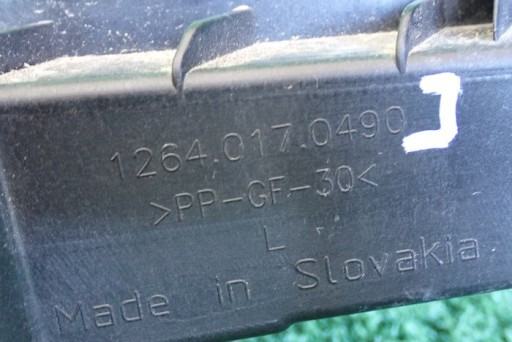 1264.017.0490
>PP-GF-30<
L
Made in Slovakia